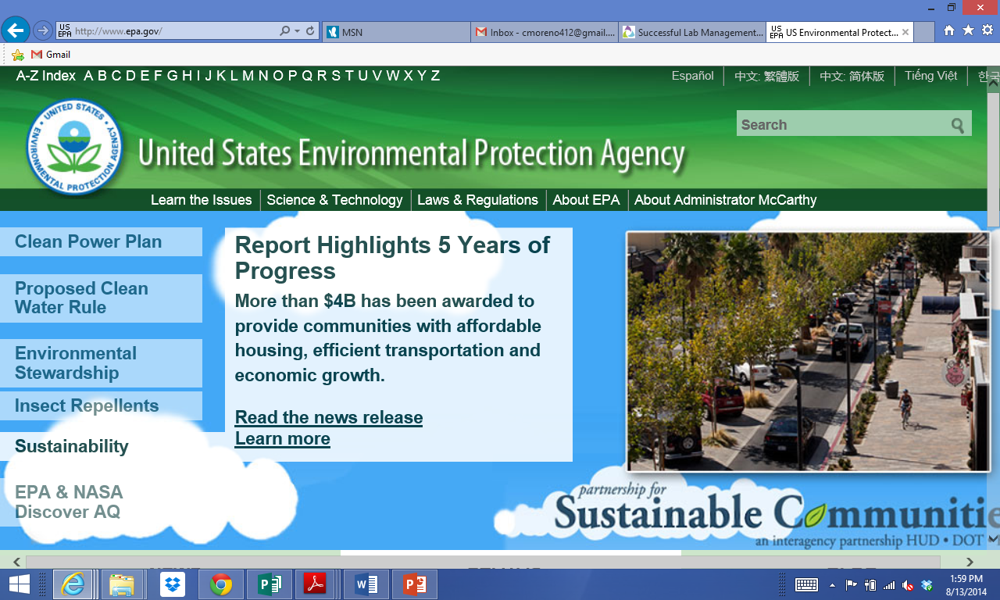 US EPA http://www.epa.gov/ MSN Inbox - cmoreno412@gmail.... Successful Lab Management... US EPA US Environmental Protect...
Gmail
A-Z Index A B C D E F G H I J K L M N O P Q R S T U V W X Y Z Español 中文: 繁體版 中文: 简体版 Tiếng Việt
UNITED STATES ENVIRONMENTAL PROTECTION AGENCY
Search
United States Environmental Protection Agency
Learn the Issues Science & Technology Laws & Regulations About EPA About Administrator McCarthy
Clean Power Plan
Proposed Clean
Water Rule
Environmental
Stewardship
Insect Repellents
Sustainability
EPA & NASA
Discover AQ
Report Highlights 5 Years of
Progress
More than $4B has been awarded to
provide communities with affordable
housing, efficient transportation and
economic growth.
Read the news release
Learn more
partnership for
Sustainable Communitie
an interagency partnership HUD • DOT •
1:59 PM
8/13/2014